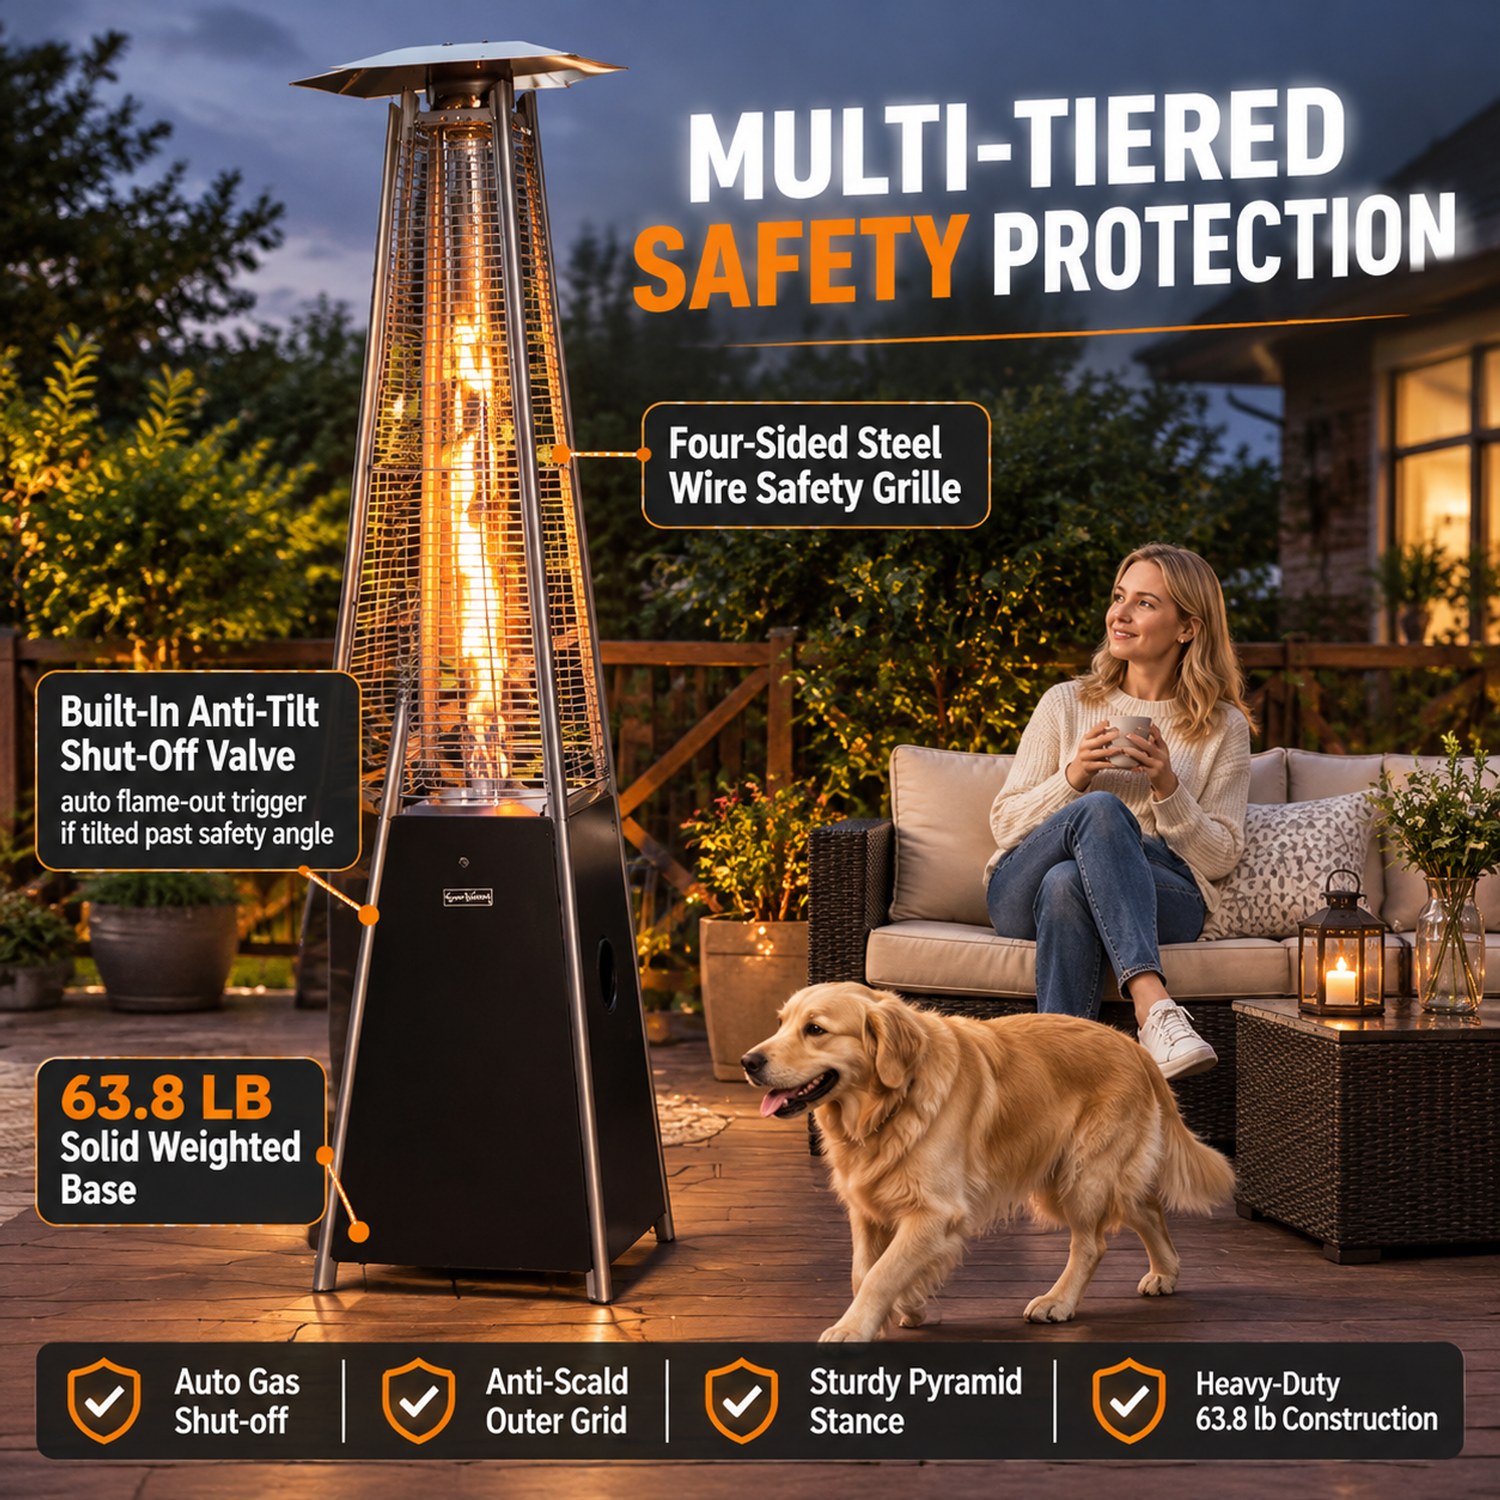 MULTI-TIERED
SAFETY PROTECTION
Four-Sided Steel
Wire Safety Grille
Built-In Anti-Tilt
Shut-Off Valve
auto flame-out trigger
if tilted past safety angle
63.8 LB
Solid Weighted
Base
Auto Gas
Shut-off
Anti-Scald
Outer Grid
Sturdy Pyramid
Stance
Heavy-Duty
63.8 lb Construction